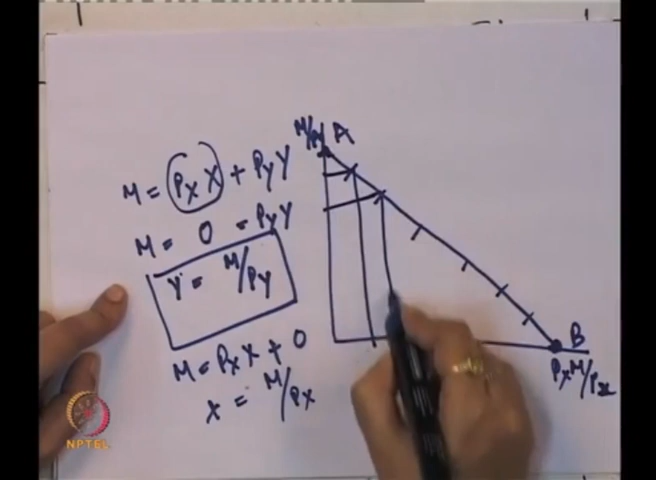 M/Py A
M = PxX + PyY
M = 0 = PyY
Y = M/Py
M = PxX + 0
X = M/Px
B
PxM/Px
NPTEL